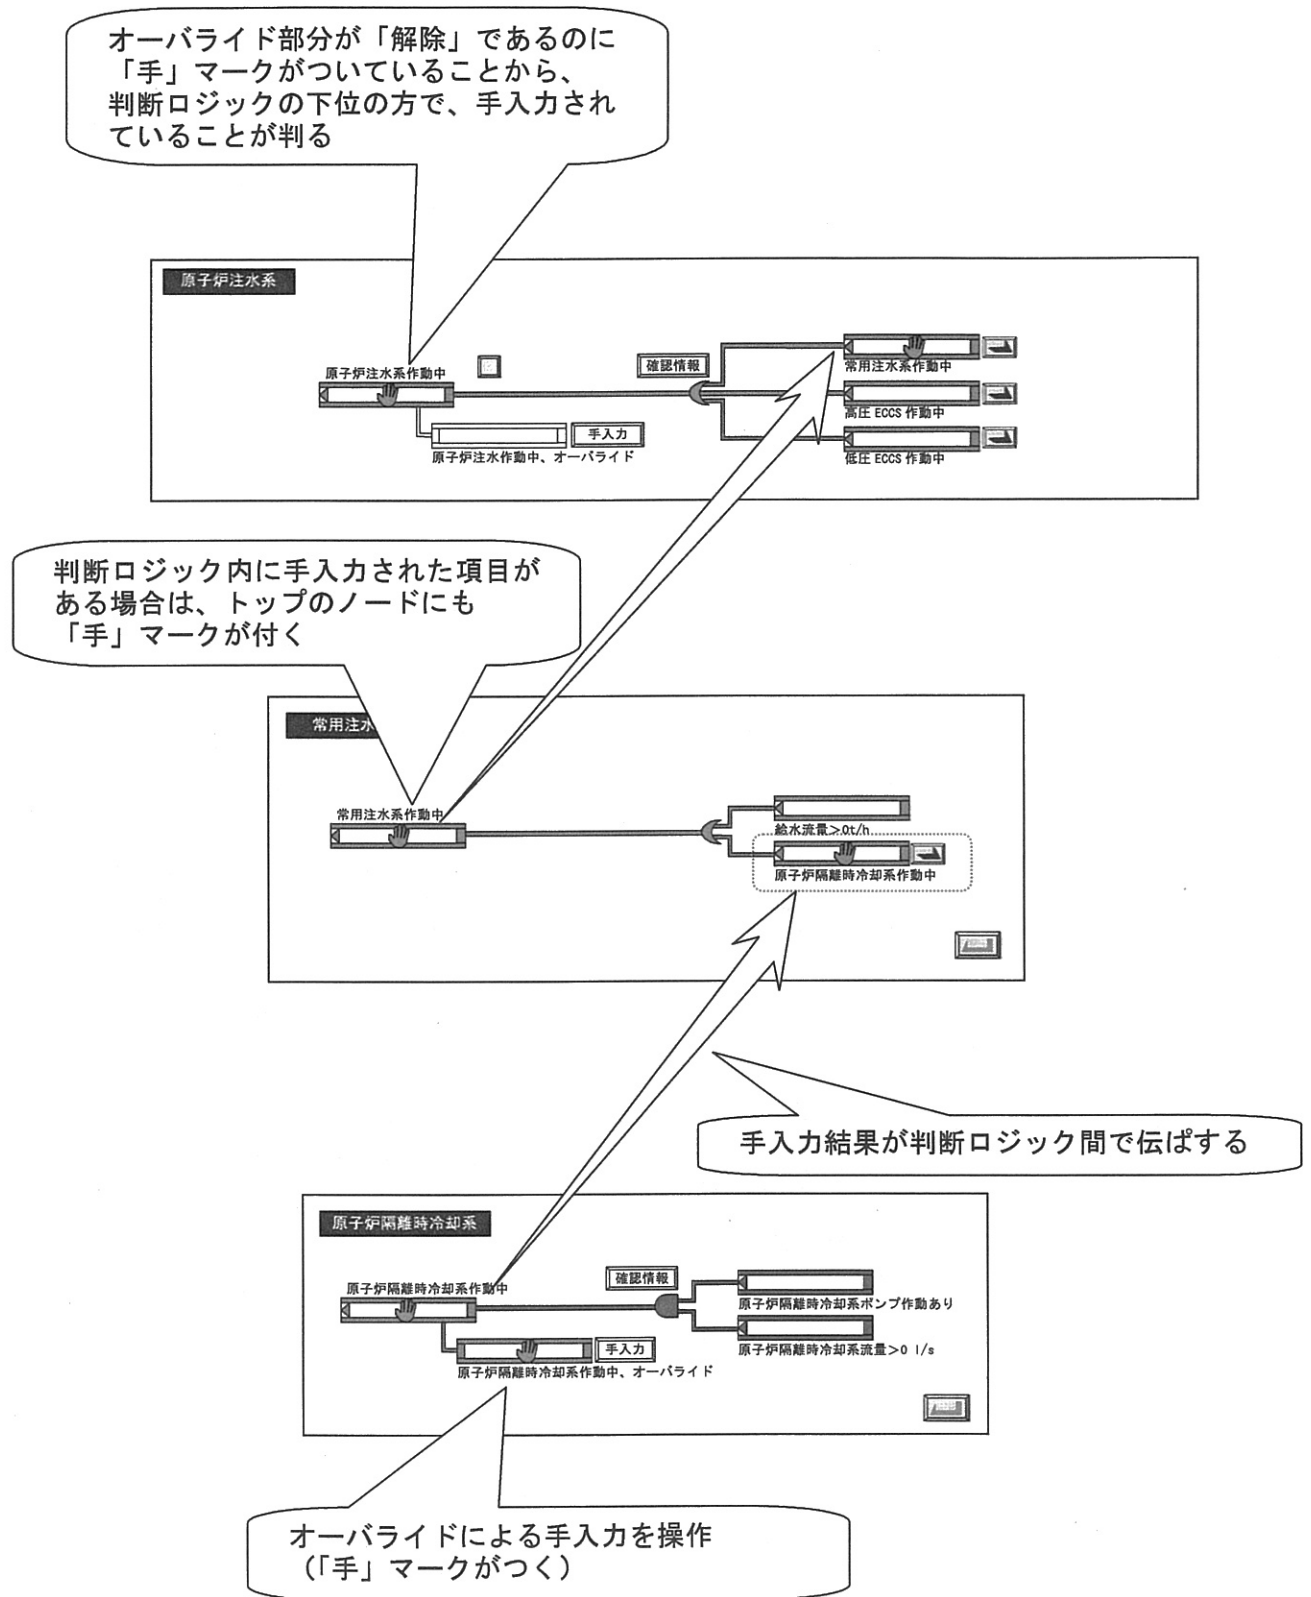 オーバライド部分が「解除」であるのに
「手」マークがついていることから、
判断ロジックの下位の方で、手入力され
ていることが判る
原子炉注水系
原子炉注水系作動中
確認情報
常用注水系作動中
高圧 ECCS 作動中
手入力
原子炉注水作動中、オーバライド
低圧 ECCS 作動中
判断ロジック内に手入力された項目が
ある場合は、トップのノードにも
「手」マークが付く
常用注水
常用注水系作動中
給水流量＞0t/h
原子炉隔離時冷却系作動中
手入力結果が判断ロジック間で伝ぱする
原子炉隔離時冷却系
原子炉隔離時冷却系作動中
確認情報
原子炉隔離時冷却系ポンプ作動あり
手入力
原子炉隔離時冷却系流量＞0 l/s
原子炉隔離時冷却系作動中、オーバライド
オーバライドによる手入力を操作
（「手」マークがつく）